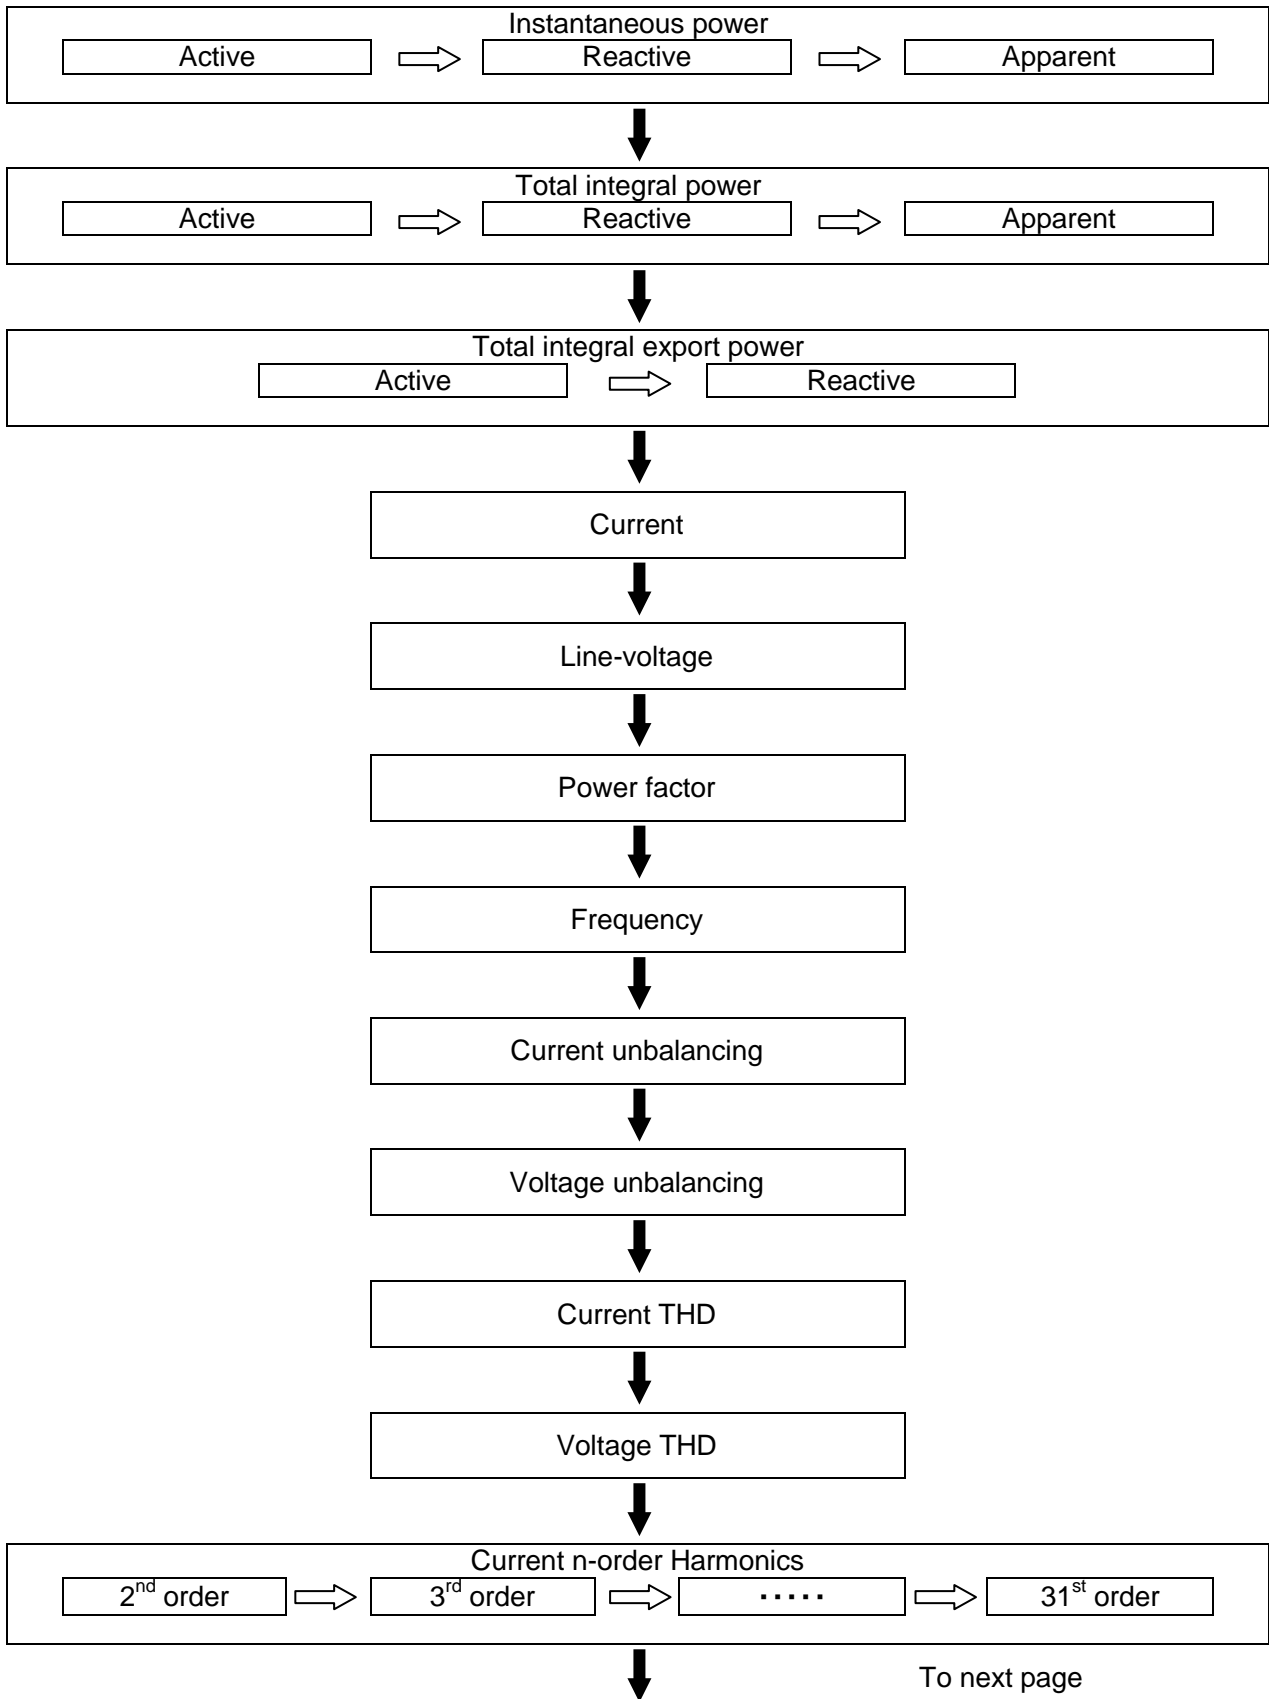 Instantaneous power
Active Reactive Apparent
Total integral power
Active Reactive Apparent
Total integral export power
Active Reactive
Current
Line-voltage
Power factor
Frequency
Current unbalancing
Voltage unbalancing
Current THD
Voltage THD
Current n-order Harmonics
2nd order 3rd order ..... 31st order
To next page